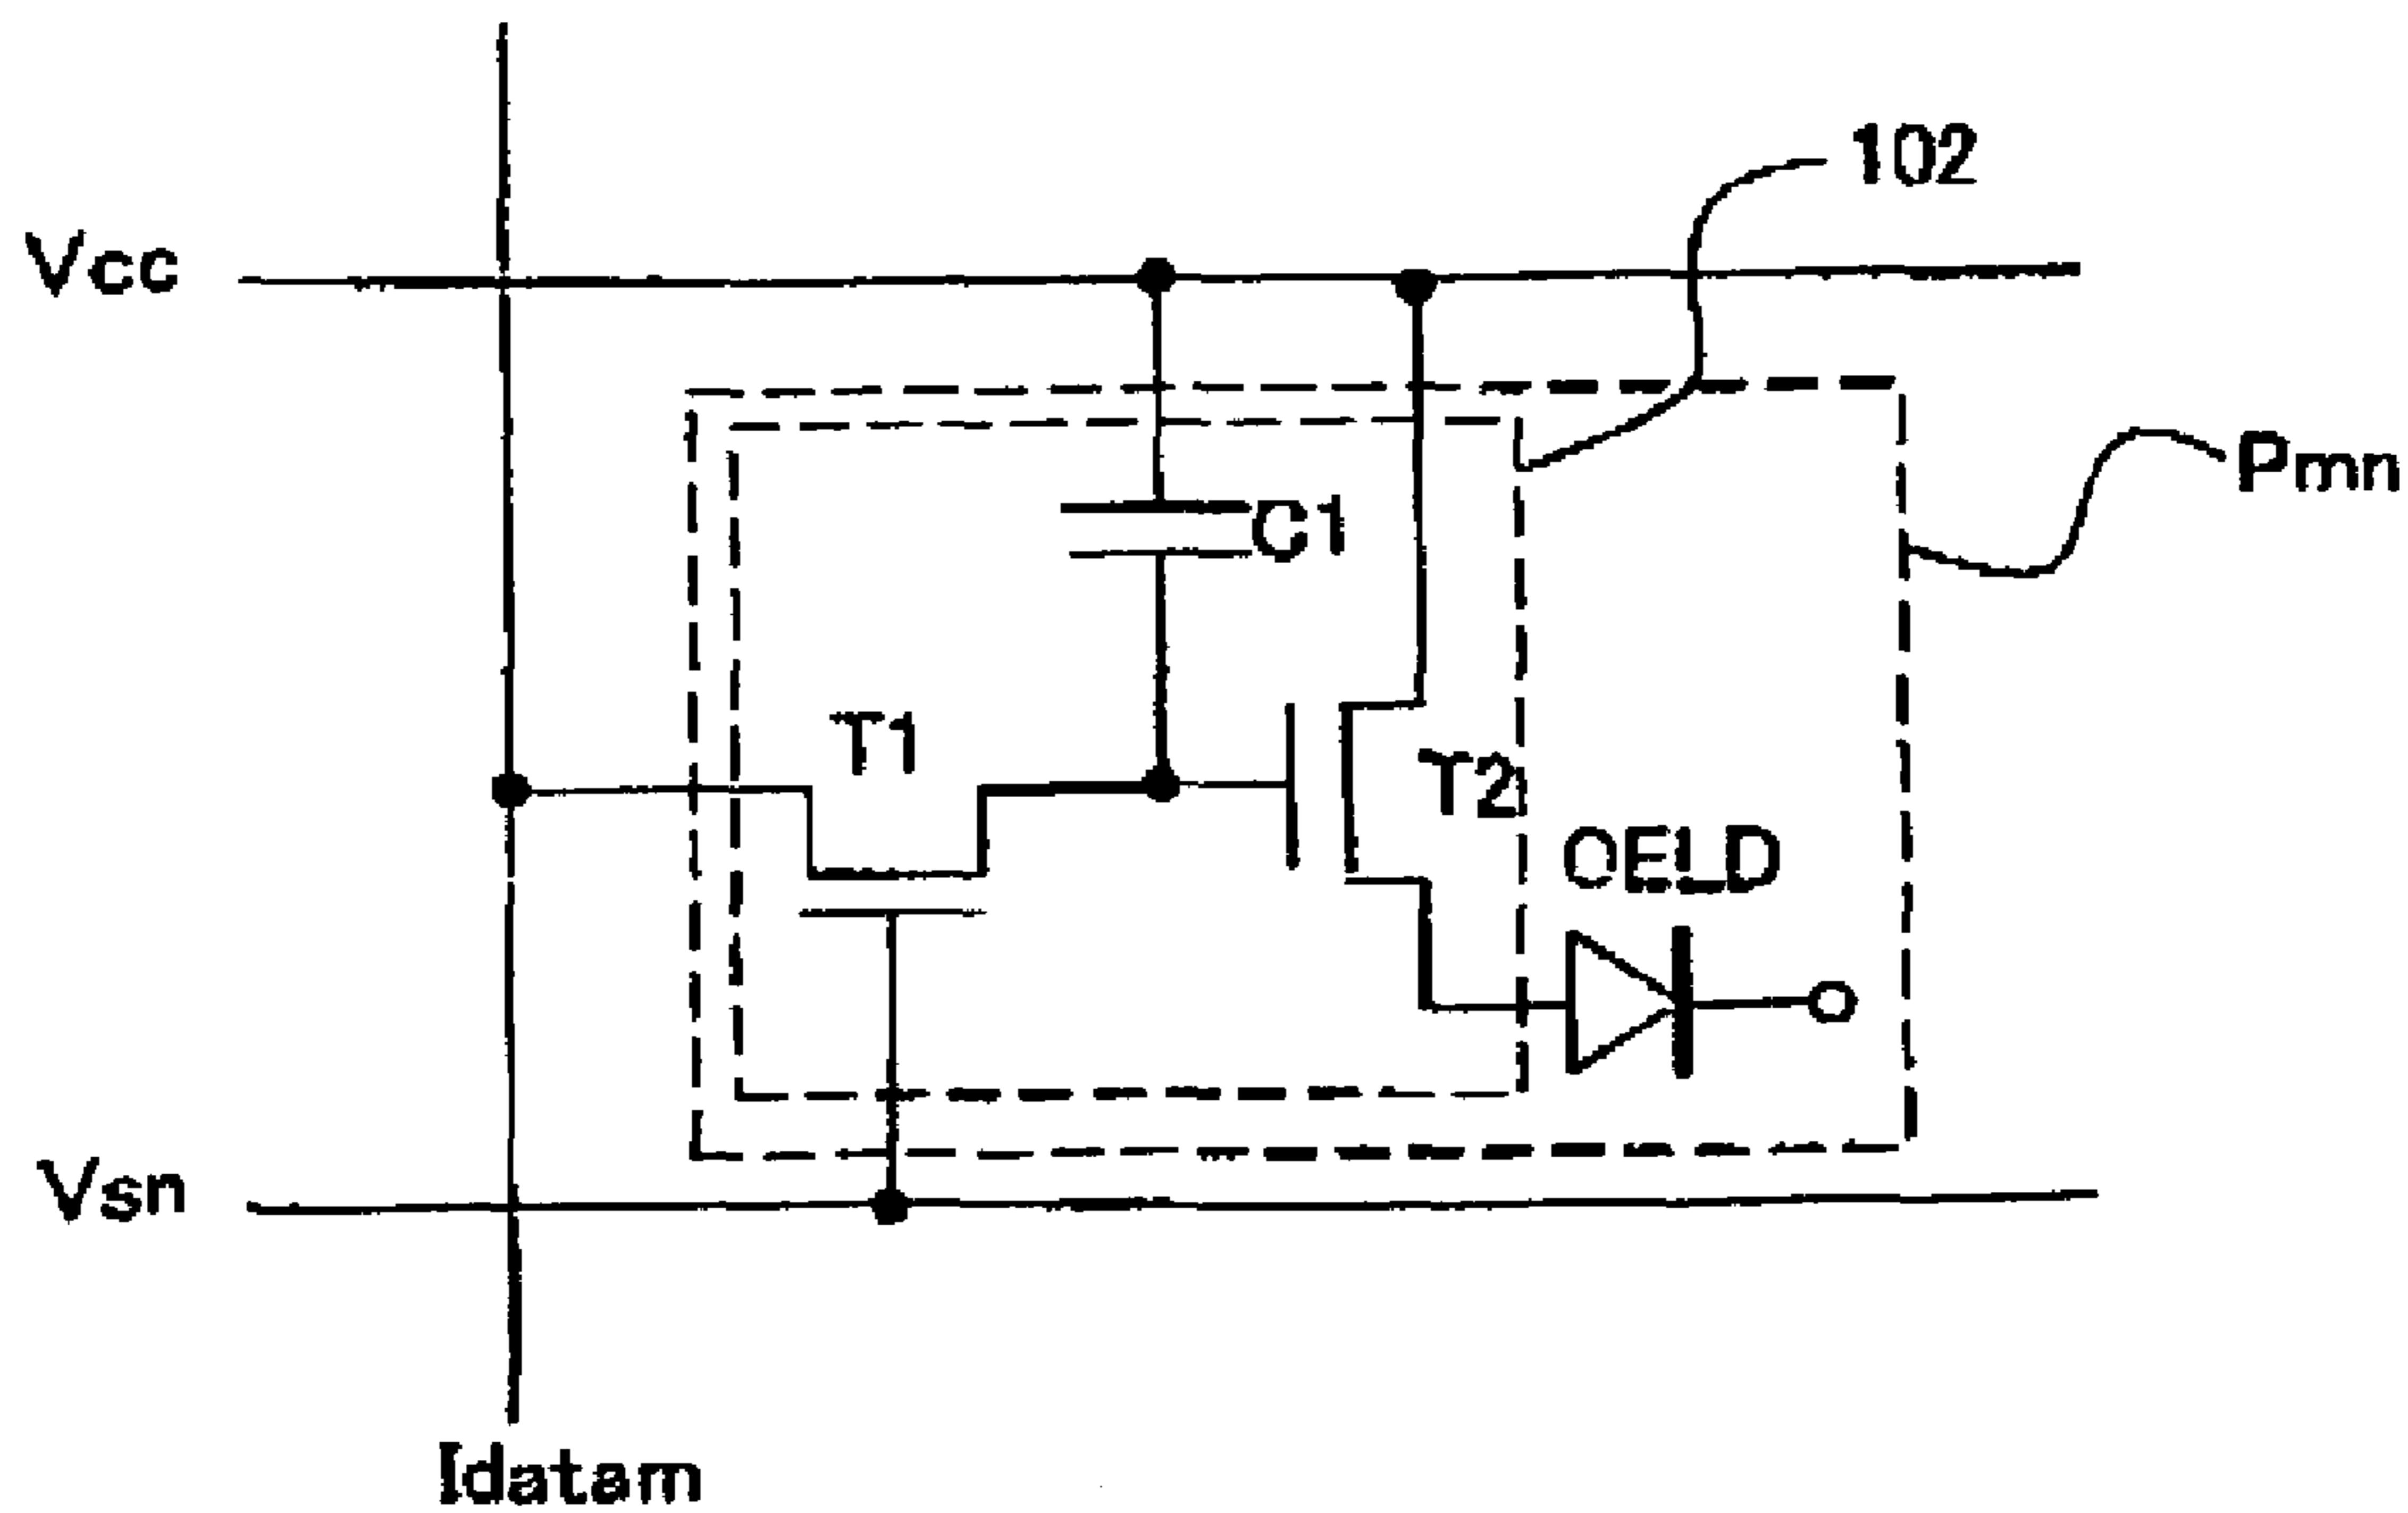 102
Vcc
Pmn
C1
T1
T2
OELD
Vsn
Idatam